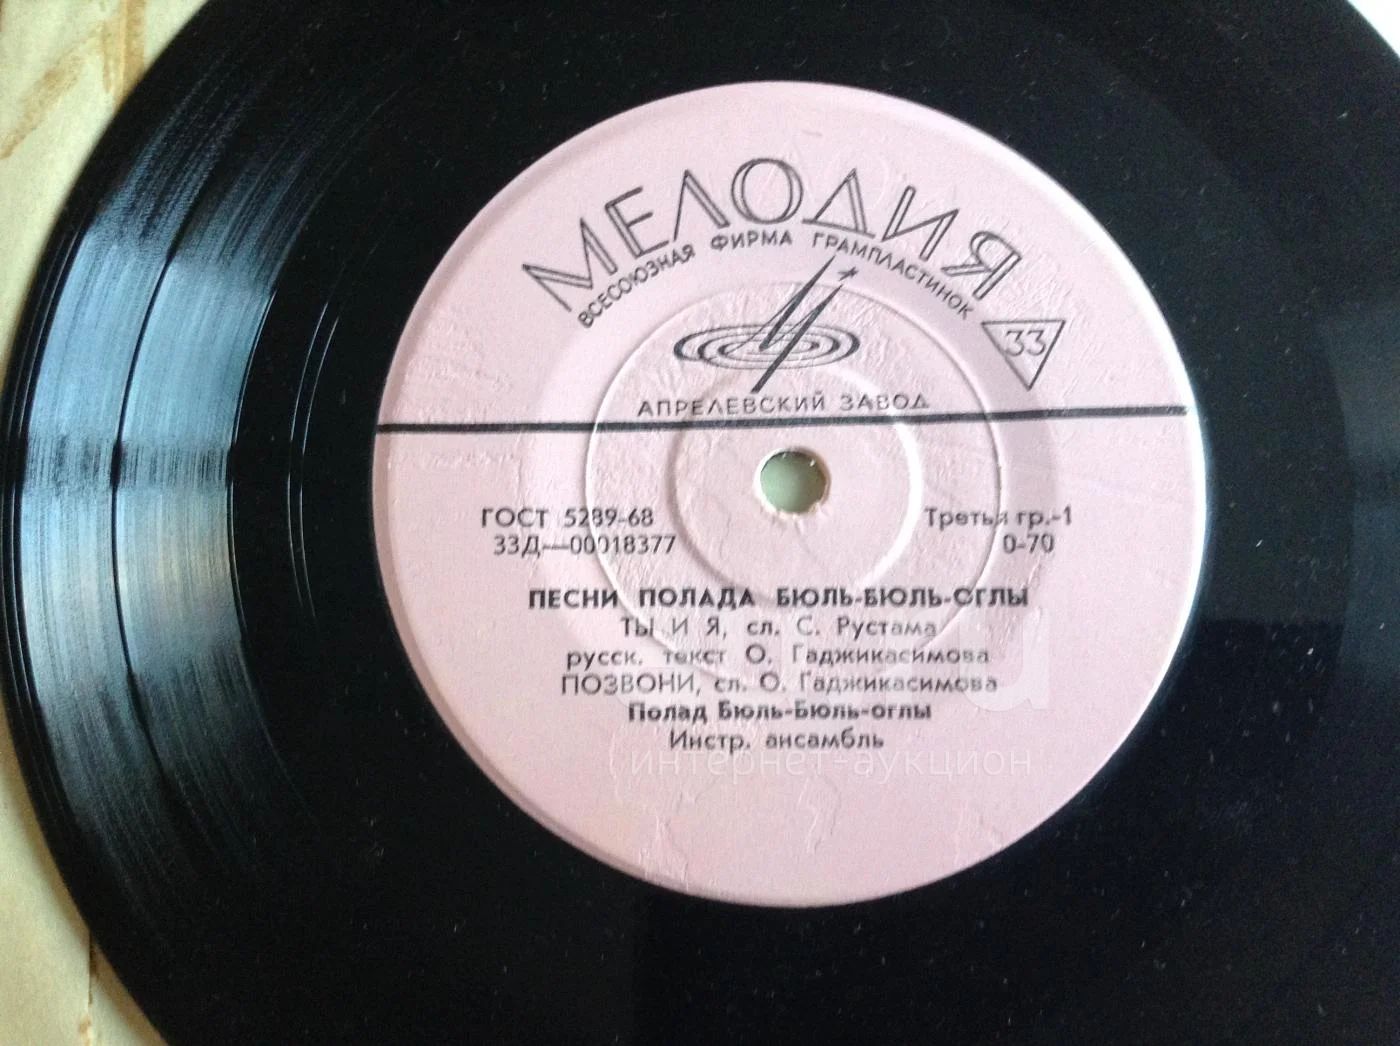 МЕЛОДИЯ
ВСЕСОЮЗНАЯ ФИРМА ГРАМПЛАСТИНОК
33
АПРЕЛЕВСКИЙ ЗАВОД
ГОСТ 5289-68 Третья гр.-1
33Д—00018377 0-70
ПЕСНИ ПОЛАДА БЮЛЬ-БЮЛЬ-ОГЛЫ
ТЫ И Я, сл. С. Рустама
русск. текст О. Гаджикасимова
ПОЗВОНИ, сл. О. Гаджикасимова
Полад Бюль-Бюль-оглы
Инстр. ансамбль
интернет-аукцион